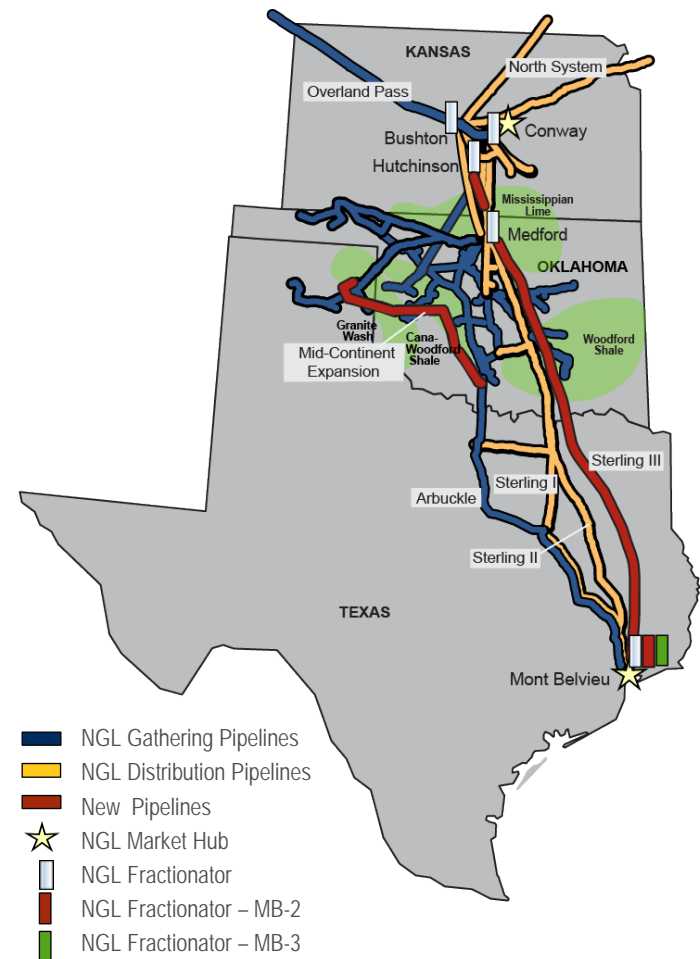 KANSAS
North System
Overland Pass
Bushton
Conway
Hutchinson
Mississippian
Lime
Medford
OKLAHOMA
Granite
Wash
Cana-
Woodford
Shale
Woodford
Shale
Mid-Continent
Expansion
Sterling III
Sterling I
Arbuckle
Sterling II
TEXAS
Mont Belvieu
NGL Gathering Pipelines
NGL Distribution Pipelines
New Pipelines
NGL Market Hub
NGL Fractionator
NGL Fractionator – MB-2
NGL Fractionator – MB-3